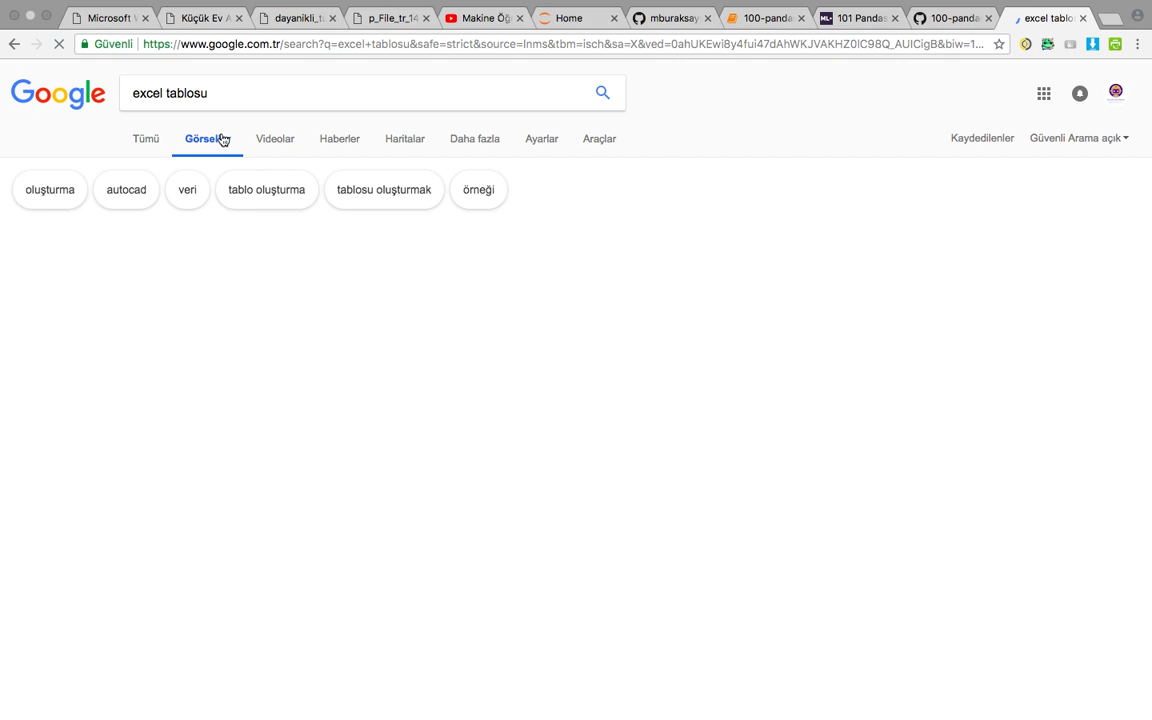 Microsoft W
Küçük Ev A
dayanikli_tu
p_File_tr_14
Makine Öğ
Home
mburaksay
100-panda
101 Pandas
100-panda
excel tablo
Güvenli https://www.google.com.tr/search?q=excel+tablosu&safe=strict&source=lnms&tbm=isch&sa=X&ved=0ahUKEwi8y4fui47dAhWKJVAKHZ0lC98Q_AUICigB&biw=1...
Google
excel tablosu
Tümü Görseller Videolar Haberler Haritalar Daha fazla Ayarlar Araçlar Kaydedilenler Güvenli Arama açık
oluşturma autocad veri tablo oluşturma tablosu oluşturmak örneği